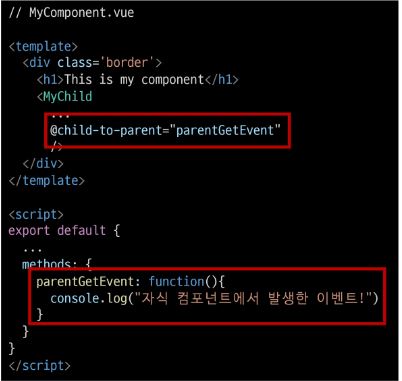 // MyComponent.vue
<template>
<div class='border'>
<h1>This is my component</h1>
<MyChild
...
@child-to-parent="parentGetEvent"
/>
</div>
</template>
<script>
export default {
...
methods: {
parentGetEvent: function(){
console.log("자식 컴포넌트에서 발생한 이벤트!")
}
}
}
</script>